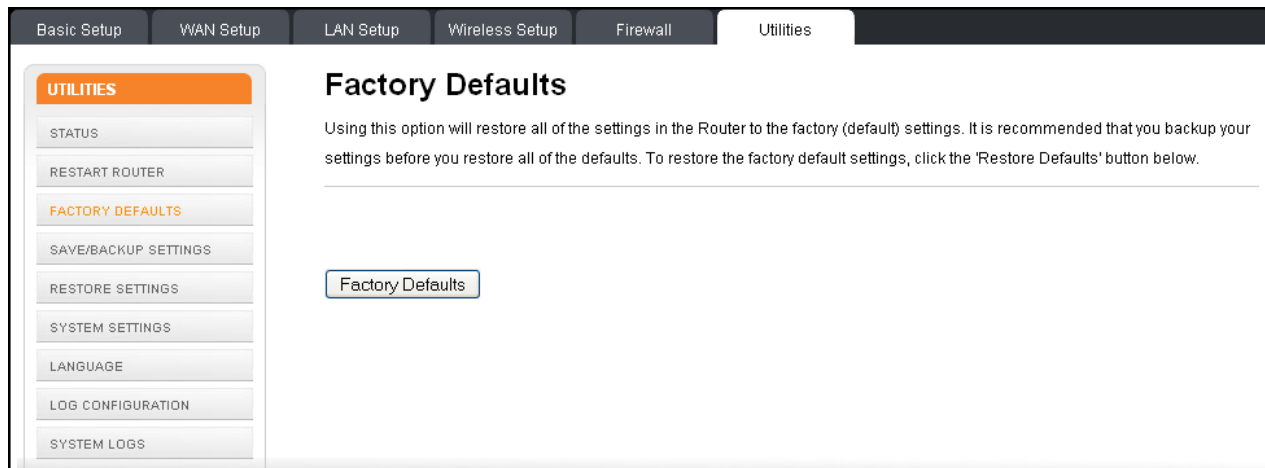 Basic Setup WAN Setup LAN Setup Wireless Setup Firewall Utilities
UTILITIES
STATUS
RESTART ROUTER
FACTORY DEFAULTS
SAVE/BACKUP SETTINGS
RESTORE SETTINGS
SYSTEM SETTINGS
LANGUAGE
LOG CONFIGURATION
SYSTEM LOGS
Factory Defaults
Using this option will restore all of the settings in the Router to the factory (default) settings. It is recommended that you backup your
settings before you restore all of the defaults. To restore the factory default settings, click the 'Restore Defaults' button below.
Factory Defaults